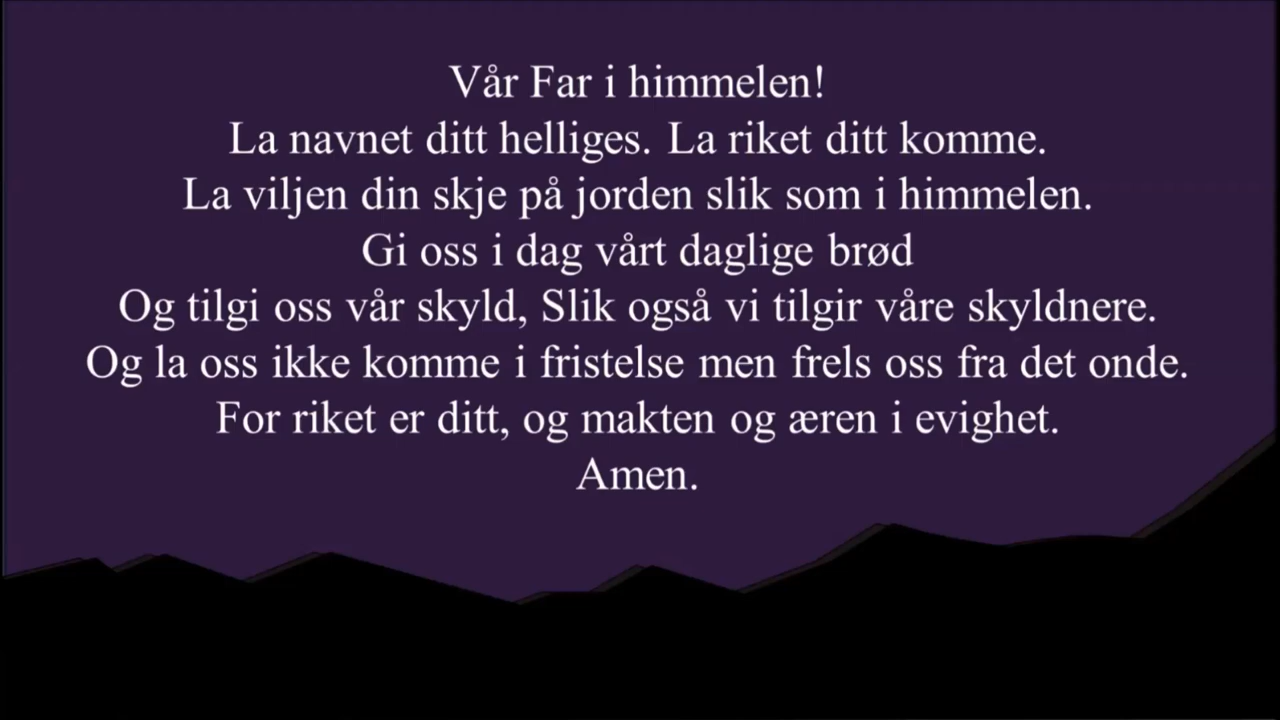 Vår Far i himmelen!
La navnet ditt helliges. La riket ditt komme.
La viljen din skje på jorden slik som i himmelen.
Gi oss i dag vårt daglige brød
Og tilgi oss vår skyld, Slik også vi tilgir våre skyldnere.
Og la oss ikke komme i fristelse men frels oss fra det onde.
For riket er ditt, og makten og æren i evighet.
Amen.